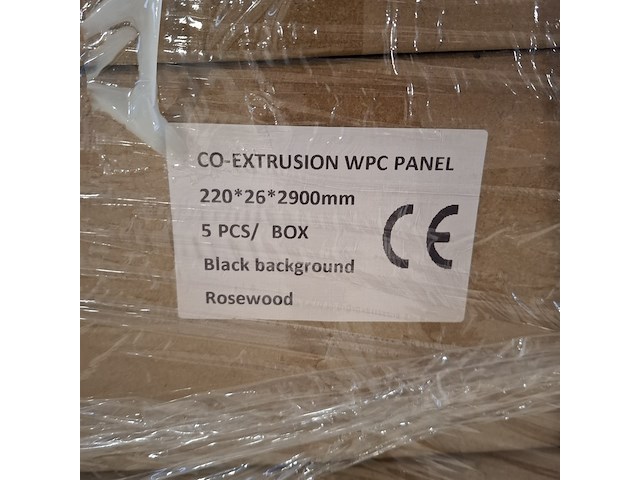 CO-EXTRUSION WPC PANEL
220*26*2900mm
5 PCS/ BOX
CE
Black background
Rosewood